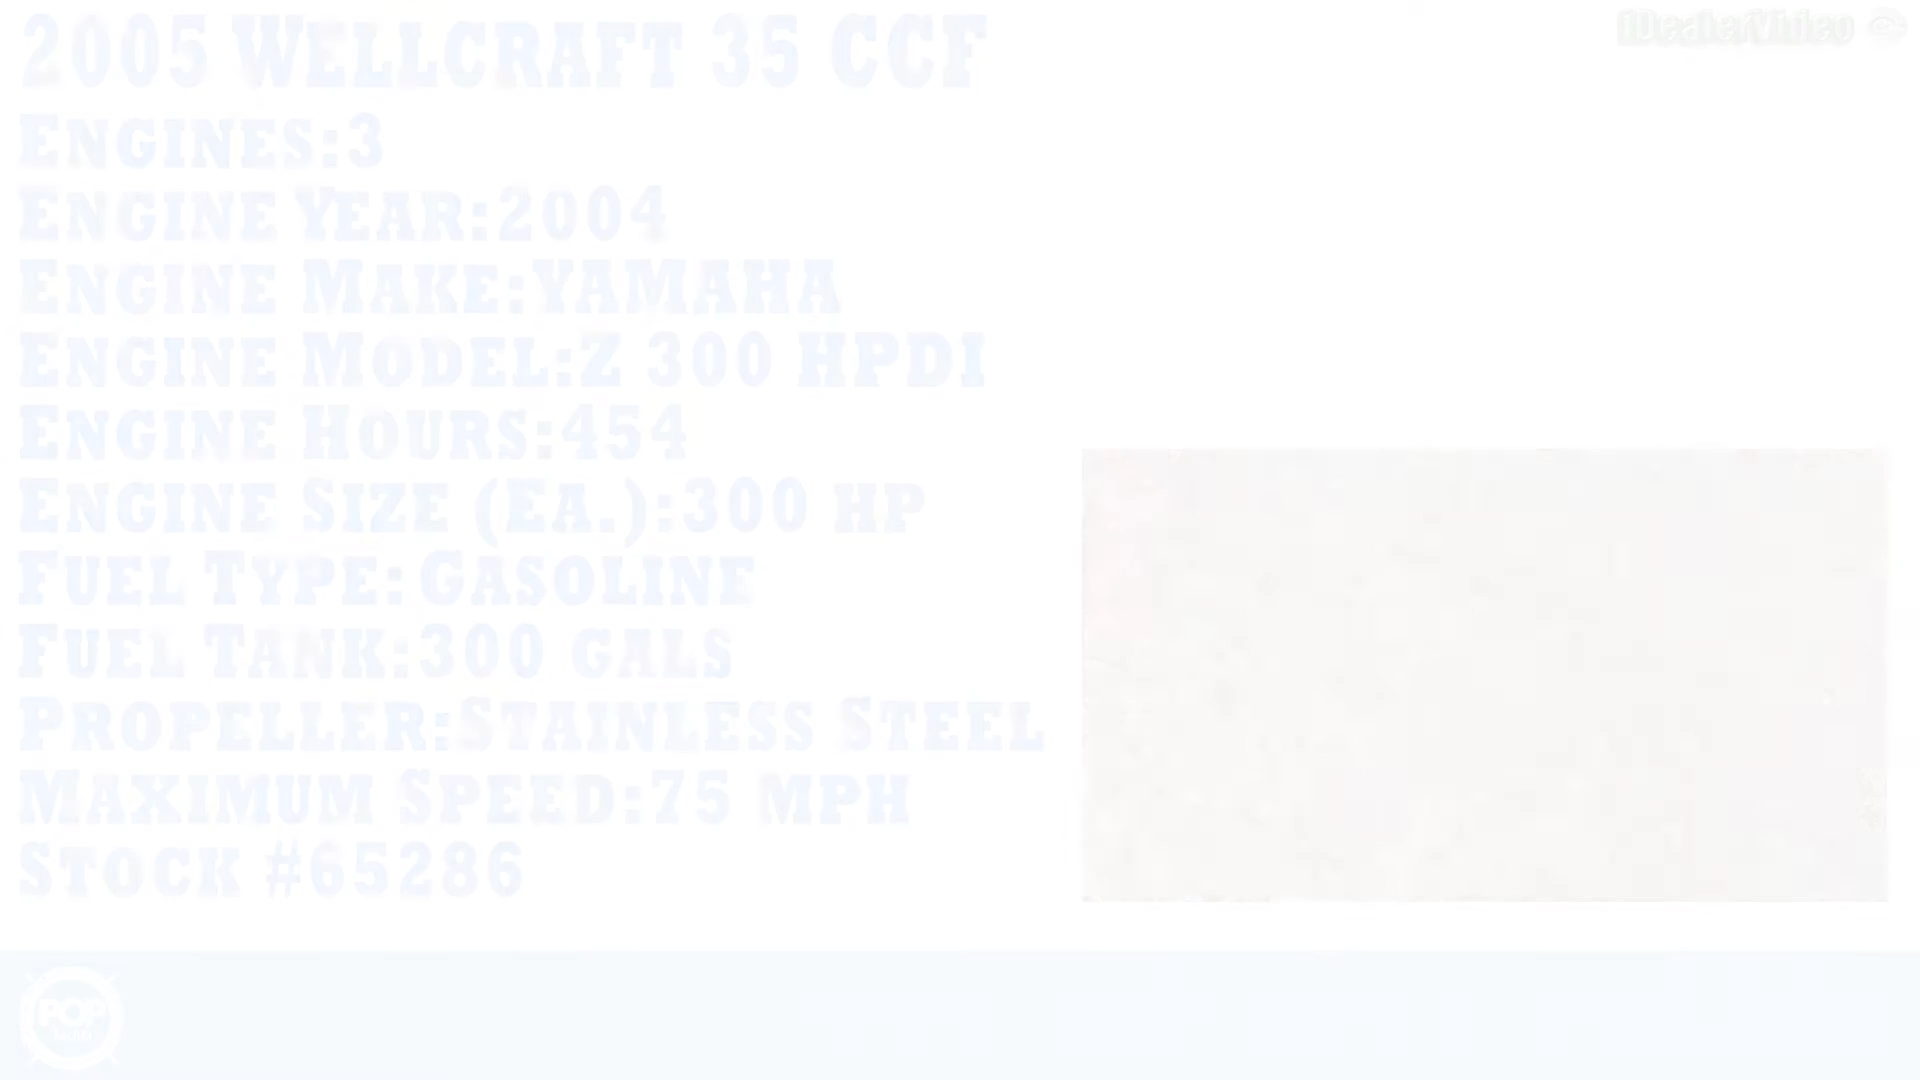 2005 WELLCRAFT 35 CCF
iDealerVideo
ENGINES:3
ENGINE YEAR:2004
ENGINE MAKE:YAMAHA
ENGINE MODEL:Z 300 HPDI
ENGINE HOURS:454
ENGINE SIZE (EA.):300 HP
FUEL TYPE:GASOLINE
FUEL TANK:300 GALS
PROPELLER:STAINLESS STEEL
MAXIMUM SPEED:75 MPH
STOCK #65286
POP